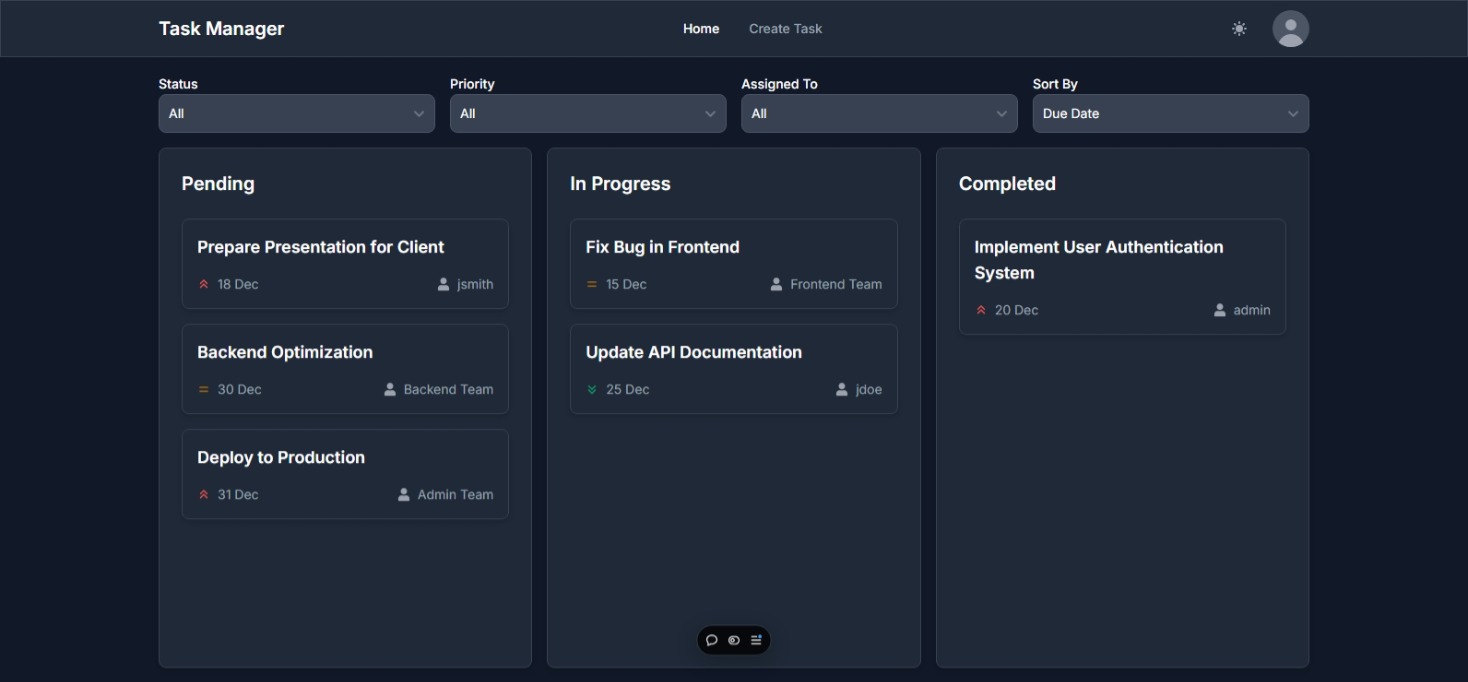 Task Manager
Home
Create Task
Status
Priority
Assigned To
Sort By
All
All
All
Due Date
Pending
Prepare Presentation for Client
18 Dec
jsmith
Backend Optimization
30 Dec
Backend Team
Deploy to Production
31 Dec
Admin Team
In Progress
Fix Bug in Frontend
15 Dec
Frontend Team
Update API Documentation
25 Dec
jdoe
Completed
Implement User Authentication
System
20 Dec
admin